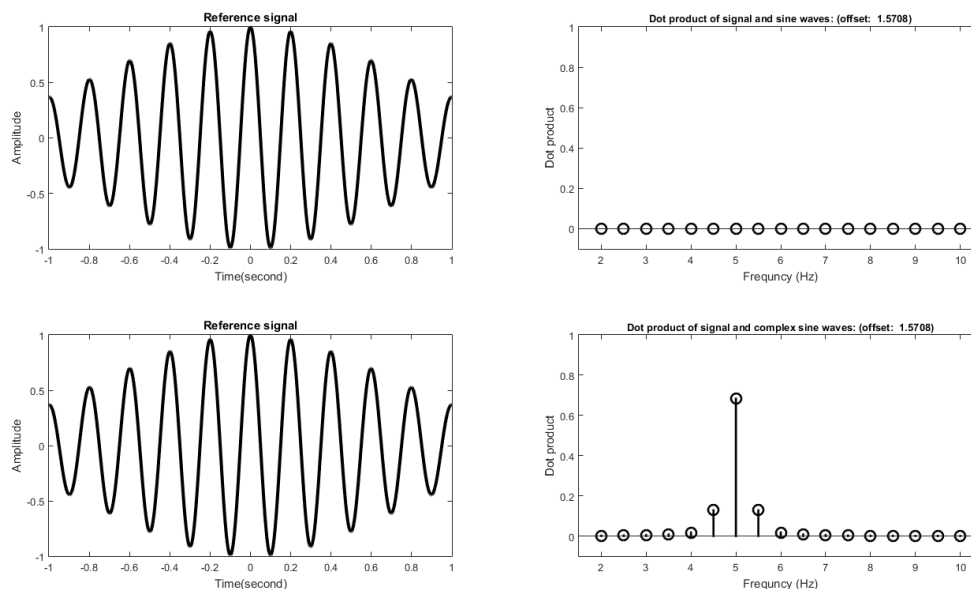 Reference signal
Amplitude
1
0.5
0
-0.5
-1
-1 -0.8 -0.6 -0.4 -0.2 0 0.2 0.4 0.6 0.8 1
Time(second)
Dot product of signal and sine waves: (offset: 1.5708)
Dot product
1
0.8
0.6
0.4
0.2
0
2 3 4 5 6 7 8 9 10
Frequncy (Hz)
Reference signal
Amplitude
1
0.5
0
-0.5
-1
-1 -0.8 -0.6 -0.4 -0.2 0 0.2 0.4 0.6 0.8 1
Time(second)
Dot product of signal and complex sine waves: (offset: 1.5708)
Dot product
1
0.8
0.6
0.4
0.2
0
2 3 4 5 6 7 8 9 10
Frequncy (Hz)